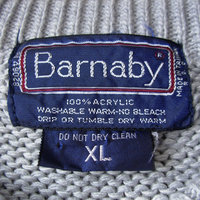 Barnaby
100% ACRYLIC
WASHABLE WARM-NO BLEACH
DRIP OR TUMBLE DRY WARM
DO NOT DRY CLEAN
XL